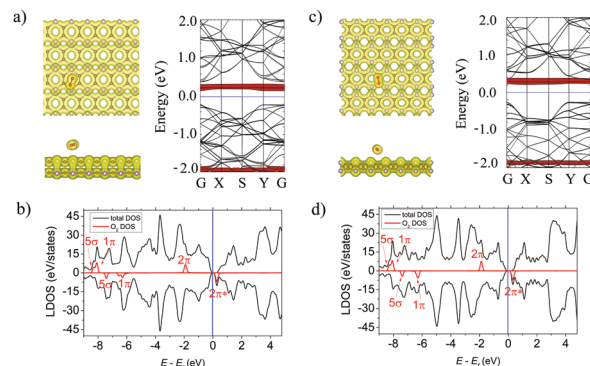 a)
Energy (eV)
2.0
1.0
0.0
-1.0
-2.0
G X S Y G
c)
Energy (eV)
2.0
1.0
0.0
-1.0
-2.0
G X S Y G
b)
LDOS (eV/states)
45
30
15
0
-15
-30
-45
total DOS
O2 DOS
5σ 1π
2π
5σ 1π
2π*
-8 -6 -4 -2 0 2 4
E - Ef (eV)
d)
LDOS (eV/states)
45
30
15
0
-15
-30
-45
total DOS
O2 DOS
5σ 1π
2π
5σ 1π
2π*
-8 -6 -4 -2 0 2 4
E - Ef (eV)